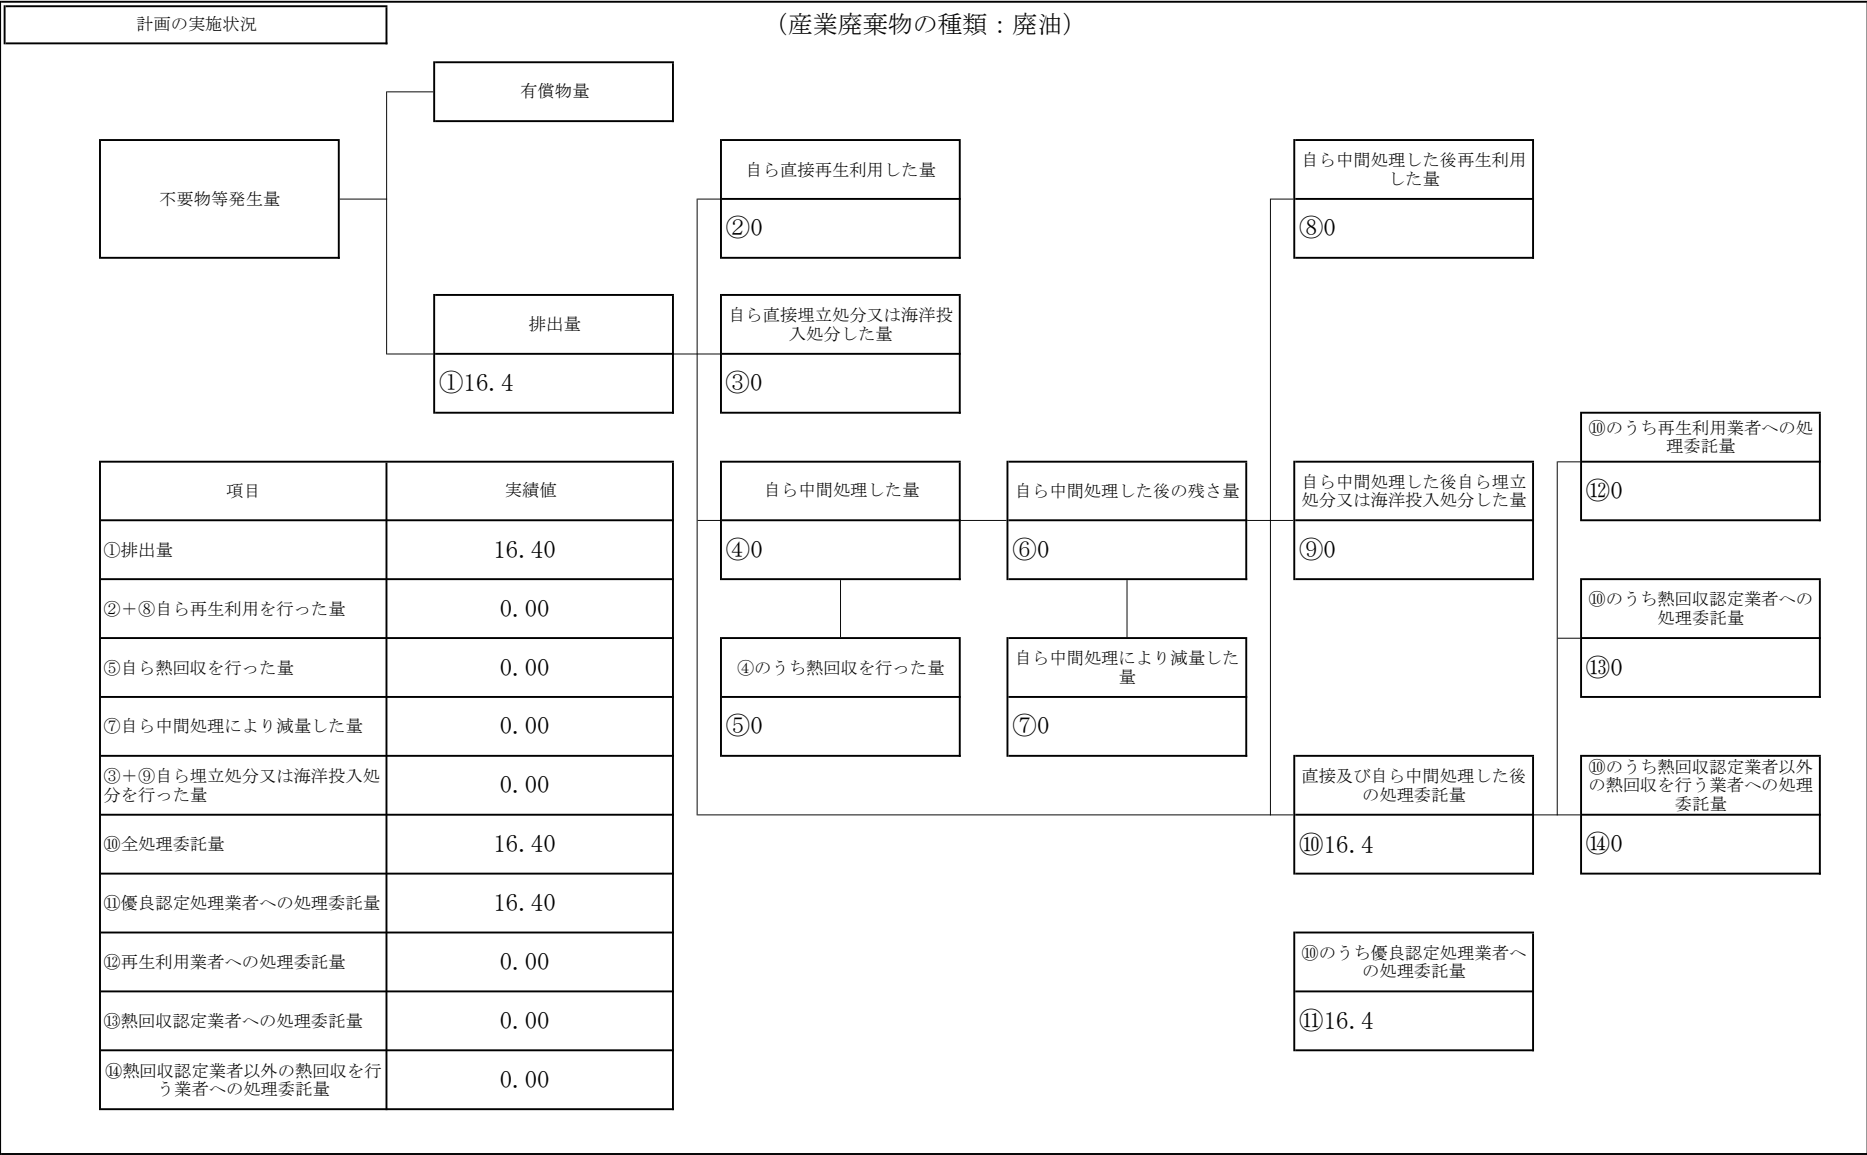 計画の実施状況
（産業廃棄物の種類：廃油）
有償物量
不要物等発生量
自ら直接再生利用した量
②0
自ら中間処理した後再生利用
した量
⑧0
排出量
①16.4
自ら直接埋立処分又は海洋投
入処分した量
③0
⑩のうち再生利用業者への処
理委託量
⑫0
自ら中間処理した量
④0
自ら中間処理した後の残さ量
⑥0
自ら中間処理した後自ら埋立
処分又は海洋投入処分した量
⑨0
⑩のうち熱回収認定業者への
処理委託量
⑬0
④のうち熱回収を行った量
⑤0
自ら中間処理により減量した
量
⑦0
直接及び自ら中間処理した後
の処理委託量
⑩16.4
⑩のうち熱回収認定業者以外
の熱回収を行う業者への処理
委託量
⑭0
⑩のうち優良認定処理業者へ
の処理委託量
⑪16.4
項目 実績値
①排出量 16.40
②＋⑧自ら再生利用を行った量 0.00
⑤自ら熱回収を行った量 0.00
⑦自ら中間処理により減量した量 0.00
③＋⑨自ら埋立処分又は海洋投入処
分を行った量 0.00
⑩全処理委託量 16.40
⑪優良認定処理業者への処理委託量 16.40
⑫再生利用業者への処理委託量 0.00
⑬熱回収認定業者への処理委託量 0.00
⑭熱回収認定業者以外の熱回収を行
う業者への処理委託量 0.00